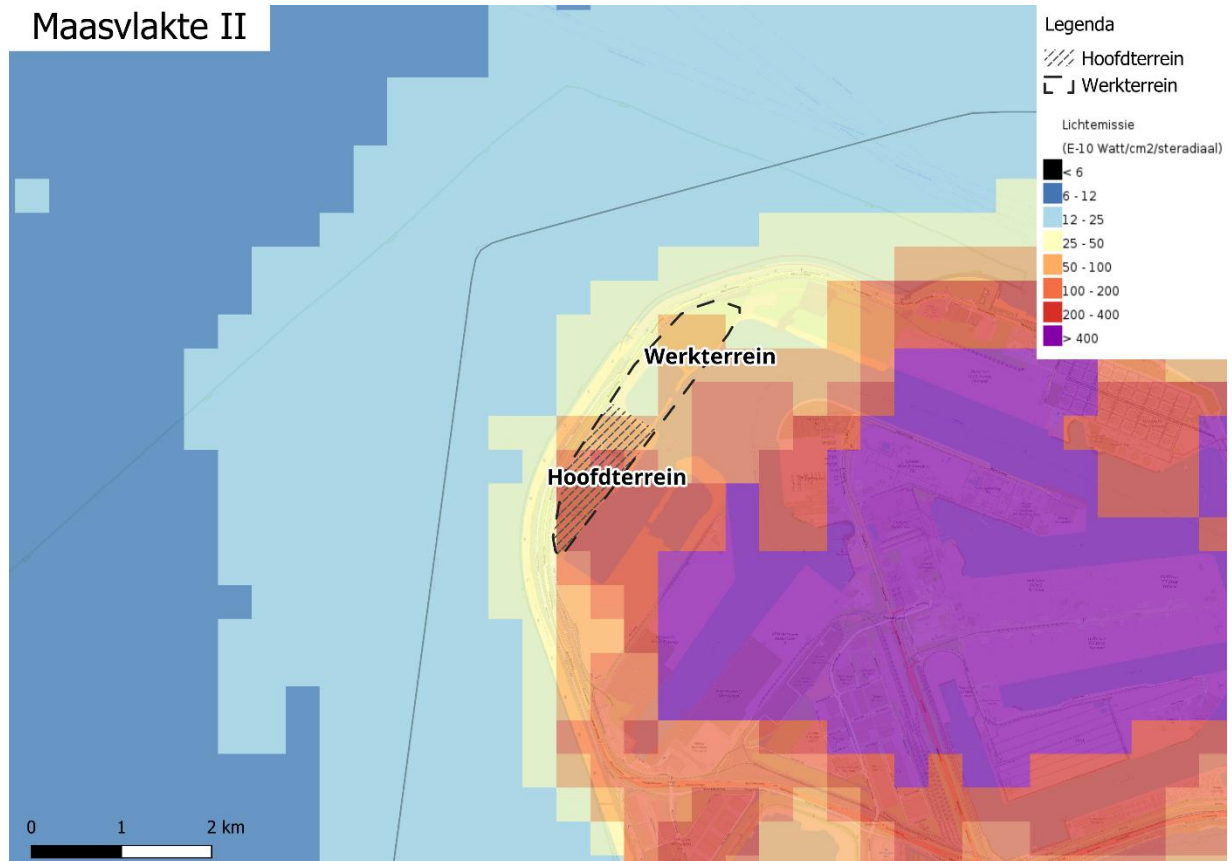 Maasvlakte II
Legenda
Hoofdterrein
Werkterrein
Lichtemissie
(E-10 Watt/cm2/steradiaal)
< 6
6 - 12
12 - 25
25 - 50
50 - 100
100 - 200
200 - 400
> 400
Werkterrein
Hoofdterrein
0 1 2 km